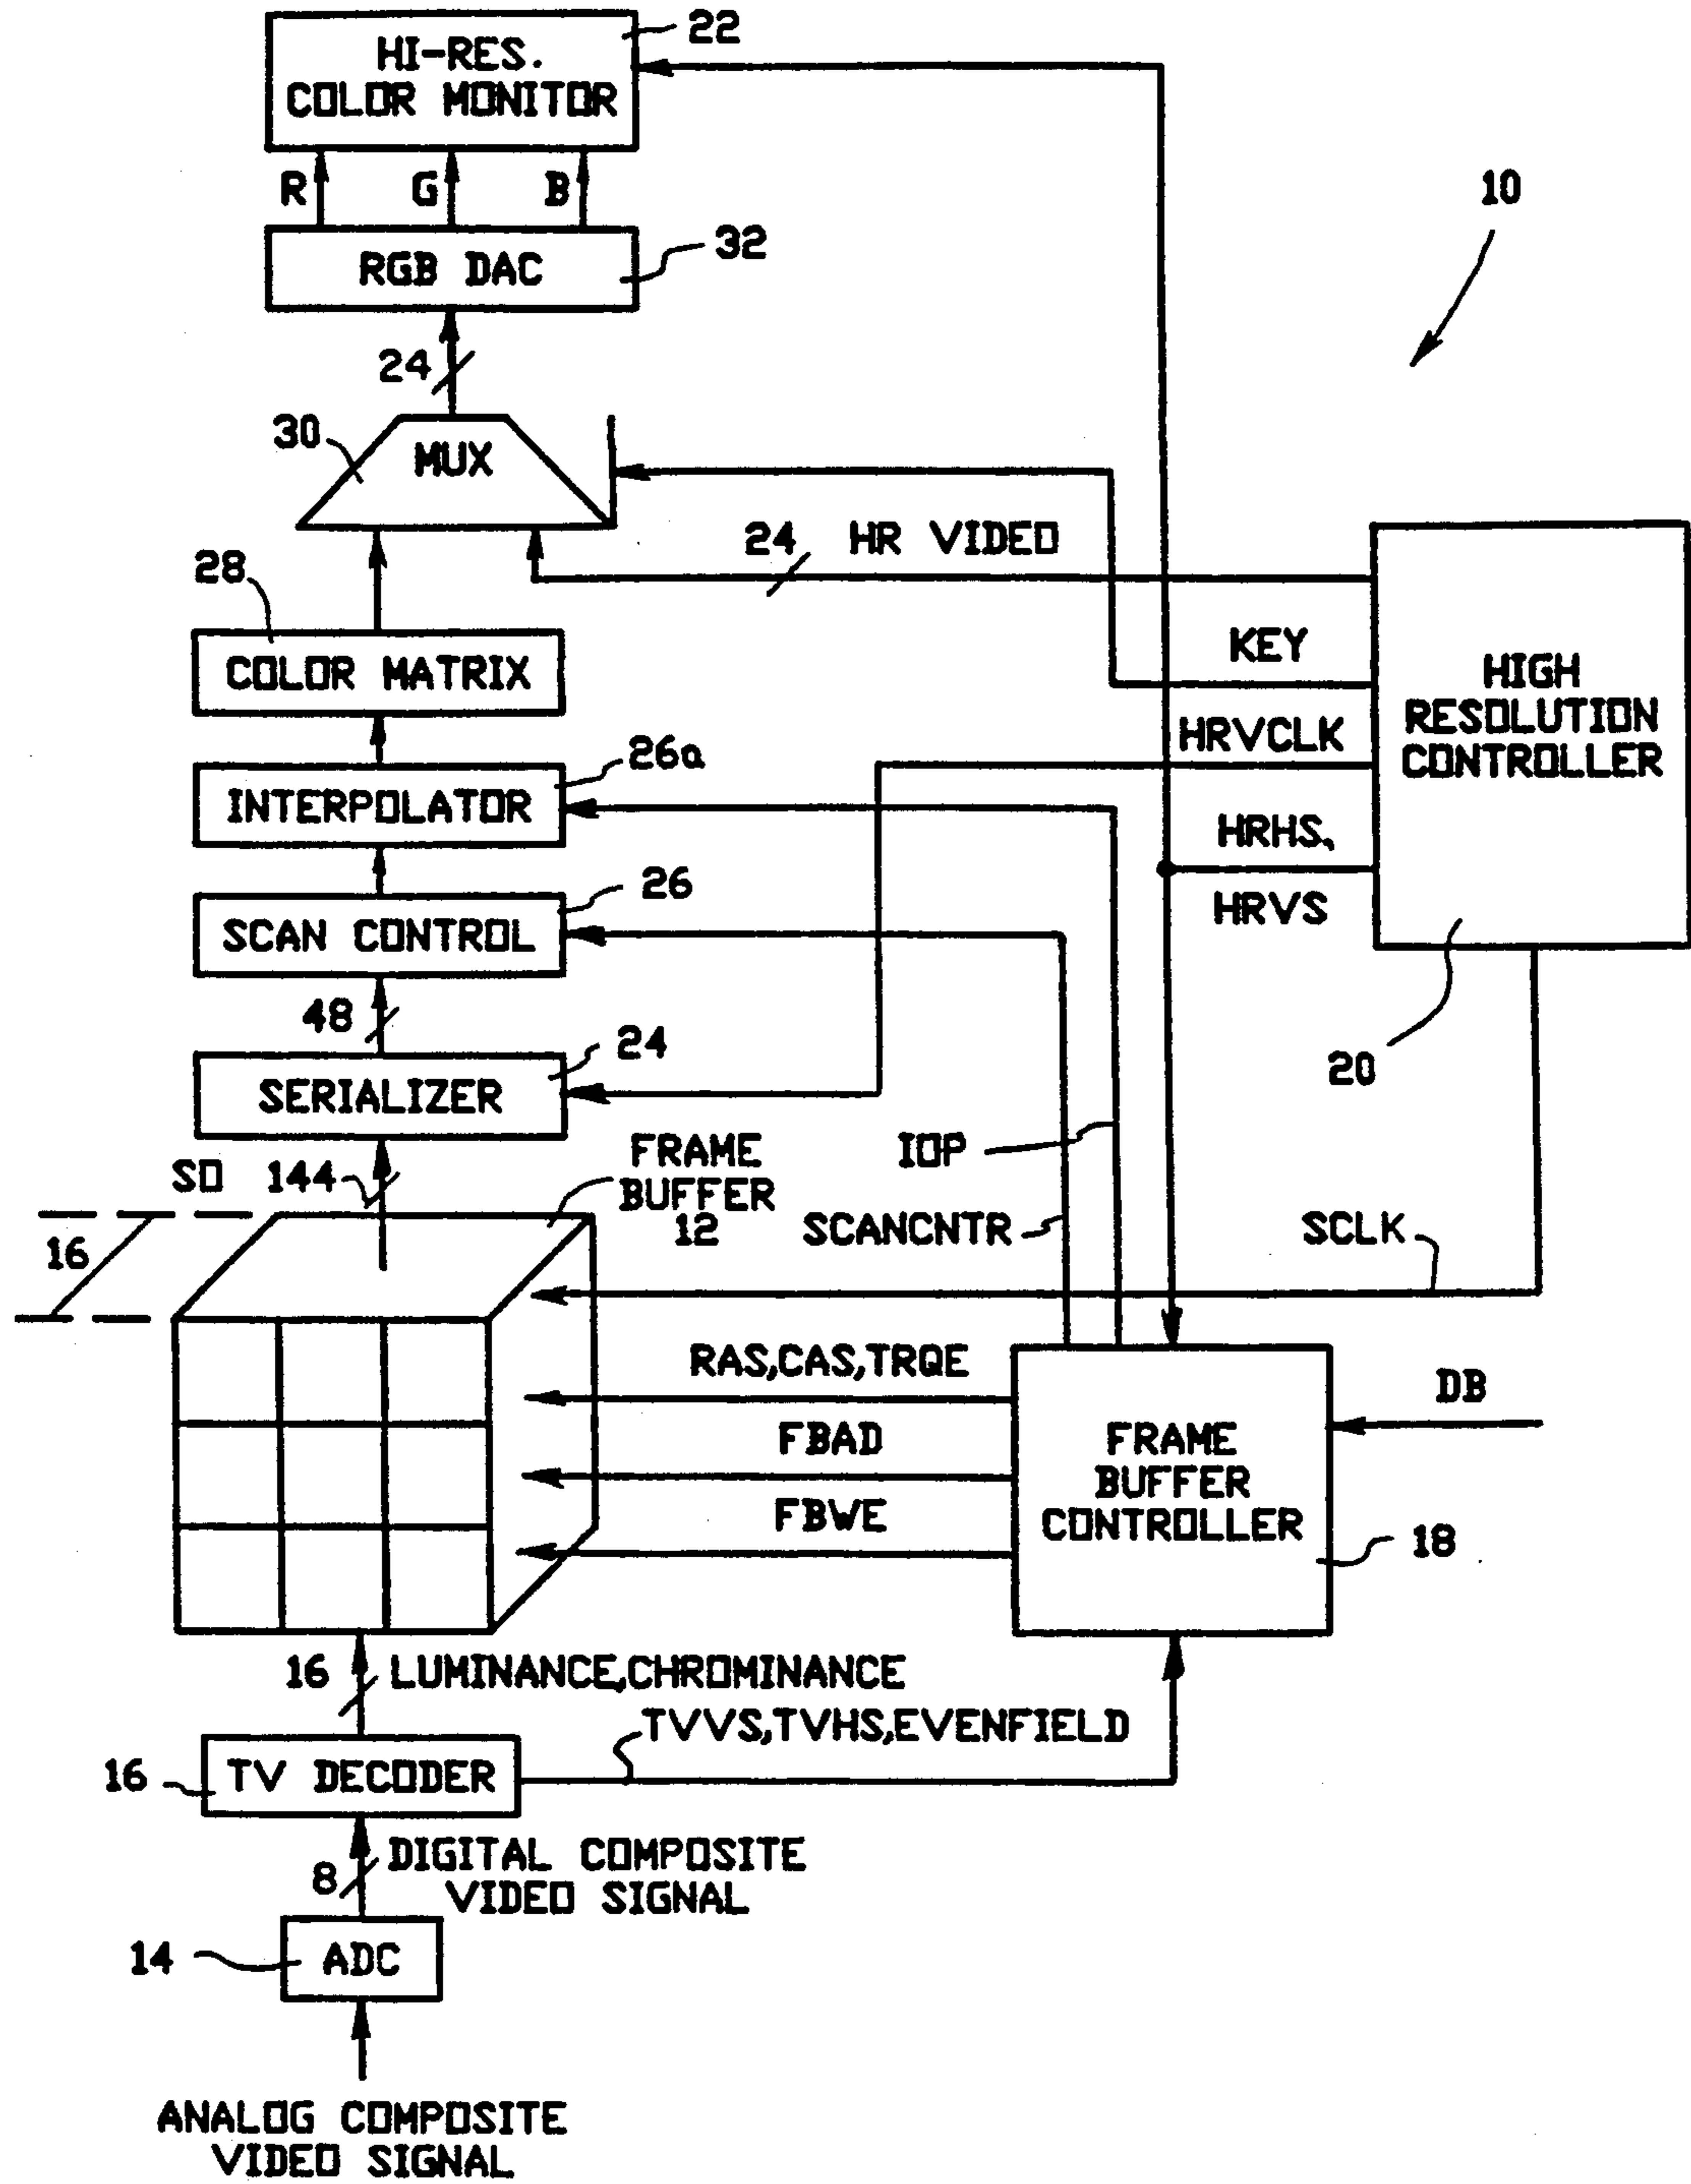 22
HI-RES.
COLOR MONITOR
R G B
10
RGB DAC
32
24
30
MUX
24 HR VIDEO
28
KEY
COLOR MATRIX
HIGH
RESOLUTION
CONTROLLER
HRVCLK
26a
INTERPOLATOR
HRHS,
HRVS
26
SCAN CONTROL
48
24
20
SERIALIZER
FRAME
BUFFER
12
IOP
SO 144
SCANCNTR
SCLK
16
RAS,CAS,TRQE
DB
FBAD
FRAME
BUFFER
CONTROLLER
FBWE
18
16 LUMINANCE,CHROMINANCE
TVVS,TVHS,EVENFIELD
16
TV DECODER
8
DIGITAL COMPOSITE
VIDEO SIGNAL
14
ADC
ANALOG COMPOSITE
VIDEO SIGNAL